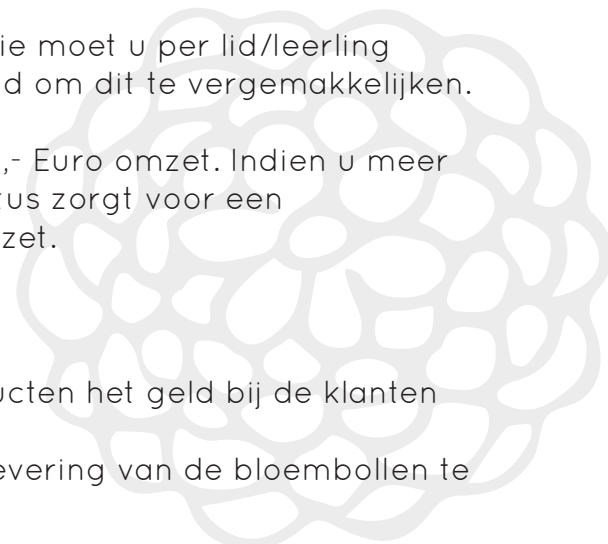 ie moet u per lid/leerling
d om dit te vergemakkelijken.
,- Euro omzet. Indien u meer
tus zorgt voor een
zet.
ucten het geld bij de klanten
evering van de bloembollen te